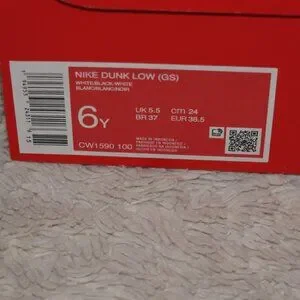 NIKE DUNK LOW (GS)
WHITE/BLACK-WHITE
BLANC/BLANC/NOIR
6Y
UK 5.5
CM 24
BR 37
EUR 38.5
CW1590 100
MADE IN INDONESIA